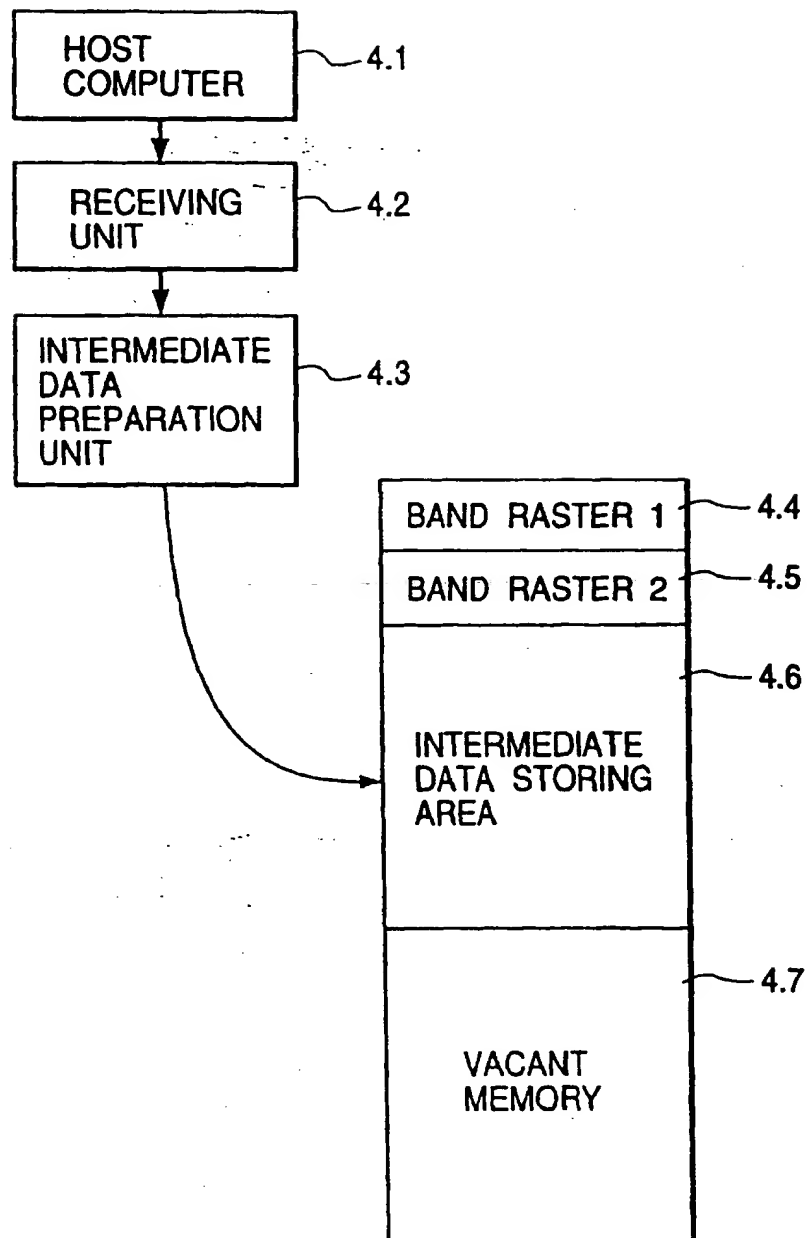 HOST
COMPUTER
4.1
RECEIVING
UNIT
4.2
INTERMEDIATE
DATA
PREPARATION
UNIT
4.3
BAND RASTER 1
4.4
BAND RASTER 2
4.5
4.6
INTERMEDIATE
DATA STORING
AREA
4.7
VACANT
MEMORY